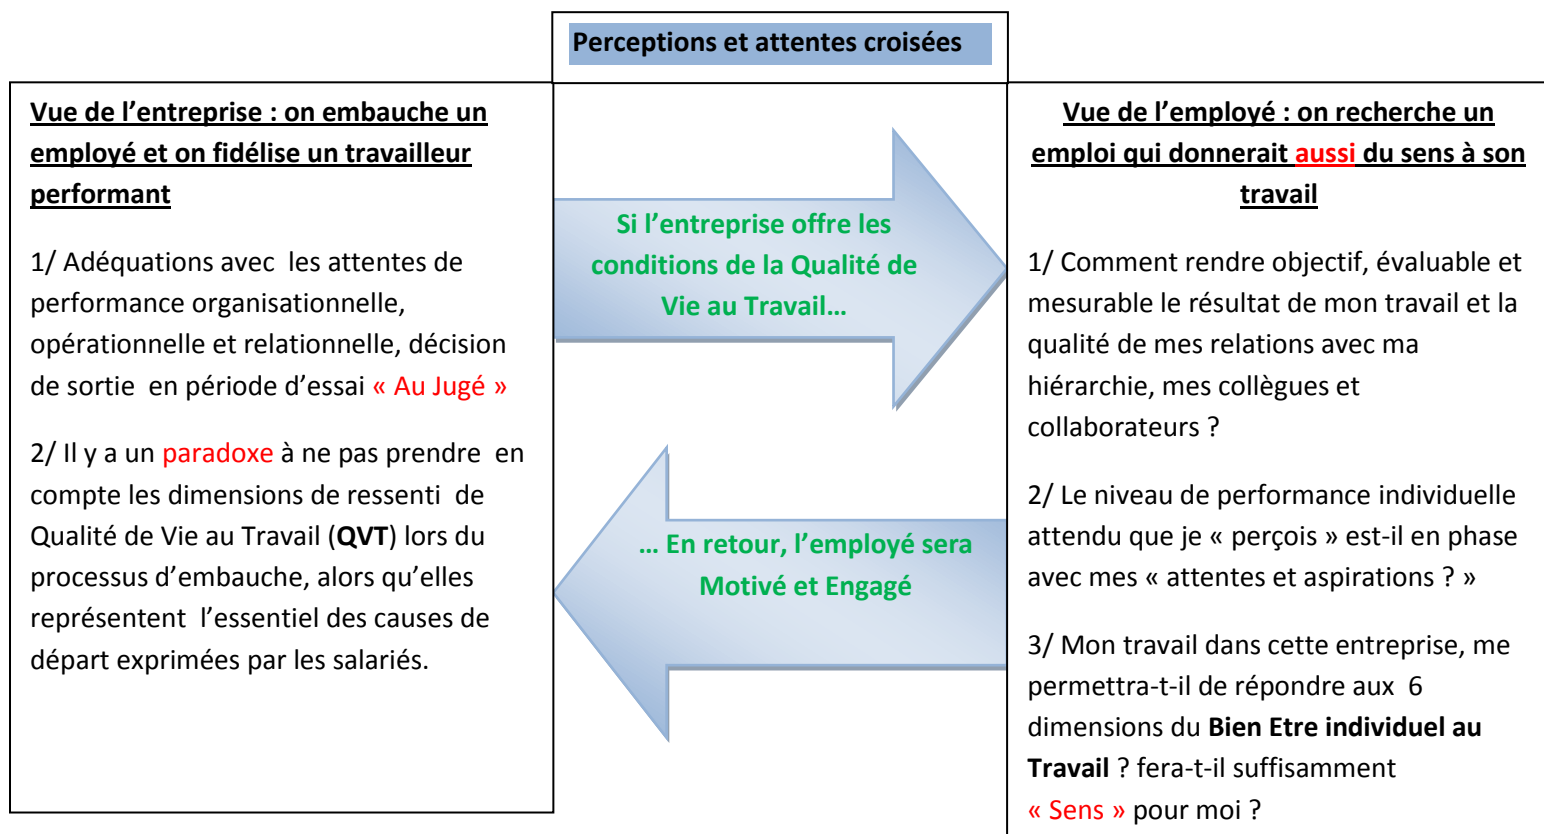 Perceptions et attentes croisées
Vue de l’entreprise : on embauche un
employé et on fidélise un travailleur
performant
1/ Adéquations avec les attentes de
performance organisationnelle,
opérationnelle et relationnelle, décision
de sortie en période d’essai « Au Jugé »
2/ Il y a un paradoxe à ne pas prendre en
compte les dimensions de ressenti de
Qualité de Vie au Travail (QVT) lors du
processus d’embauche, alors qu’elles
représentent l’essentiel des causes de
départ exprimées par les salariés.
Si l’entreprise offre les
conditions de la Qualité de
Vie au Travail…
… En retour, l’employé sera
Motivé et Engagé
Vue de l’employé : on recherche un
emploi qui donnerait aussi du sens à son
travail
1/ Comment rendre objectif, évaluable et
mesurable le résultat de mon travail et la
qualité de mes relations avec ma
hiérarchie, mes collègues et
collaborateurs ?
2/ Le niveau de performance individuelle
attendu que je « perçois » est-il en phase
avec mes « attentes et aspirations ? »
3/ Mon travail dans cette entreprise, me
permettra-t-il de répondre aux 6
dimensions du Bien Etre individuel au
Travail ? fera-t-il suffisamment
« Sens » pour moi ?